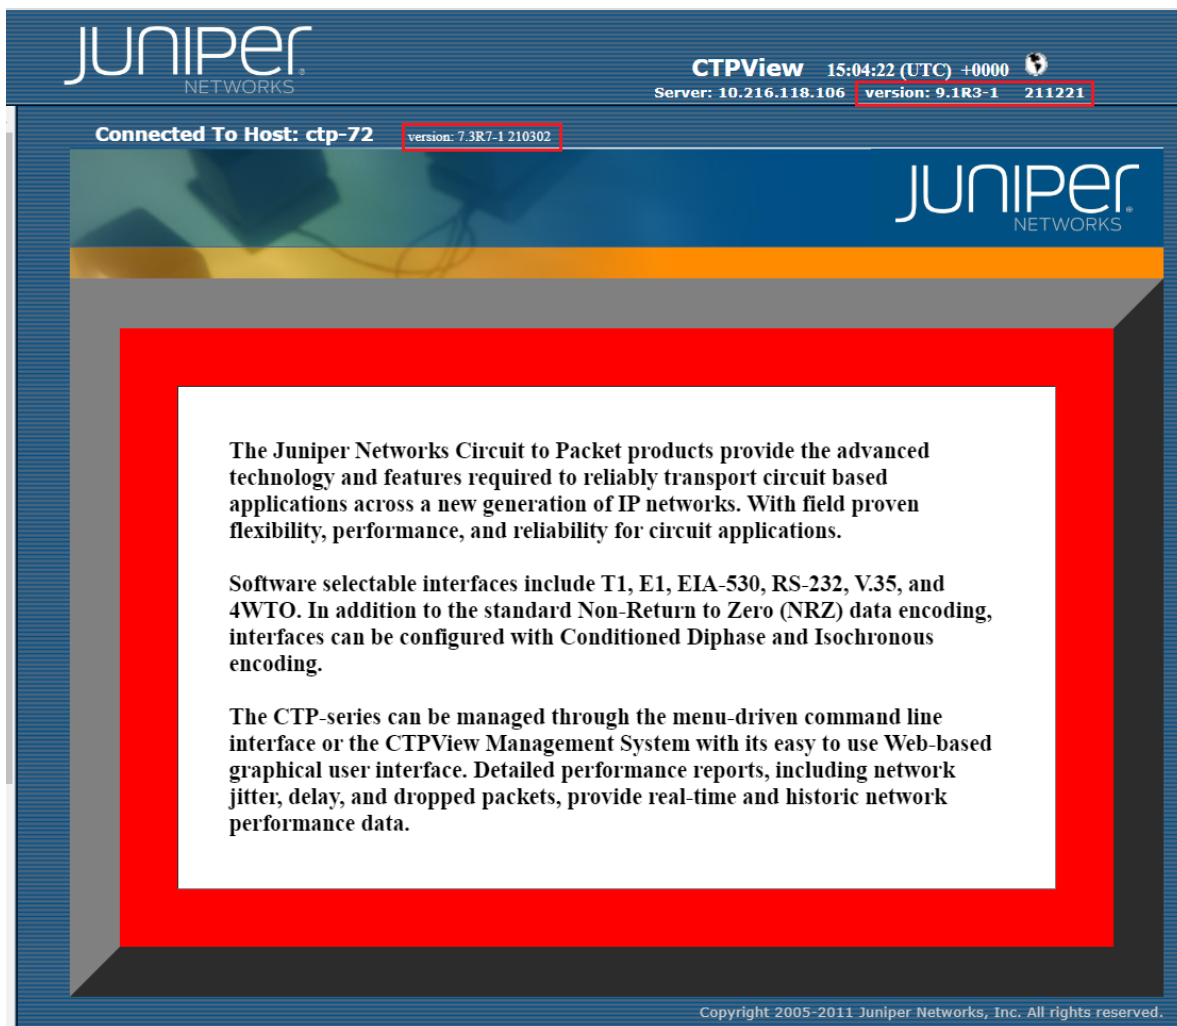 JUNIPER
NETWORKS
CTPView 15:04:22 (UTC) +0000
Server: 10.216.118.106 version: 9.1R3-1 211221
Connected To Host: ctp-72 version: 7.3R7-1 210302
JUNIPER
NETWORKS
The Juniper Networks Circuit to Packet products provide the advanced
technology and features required to reliably transport circuit based
applications across a new generation of IP networks. With field proven
flexibility, performance, and reliability for circuit applications.
Software selectable interfaces include T1, E1, EIA-530, RS-232, V.35, and
4WTO. In addition to the standard Non-Return to Zero (NRZ) data encoding,
interfaces can be configured with Conditioned Diphase and Isochronous
encoding.
The CTP-series can be managed through the menu-driven command line
interface or the CTPView Management System with its easy to use Web-based
graphical user interface. Detailed performance reports, including network
jitter, delay, and dropped packets, provide real-time and historic network
performance data.
Copyright 2005-2011 Juniper Networks, Inc. All rights reserved.